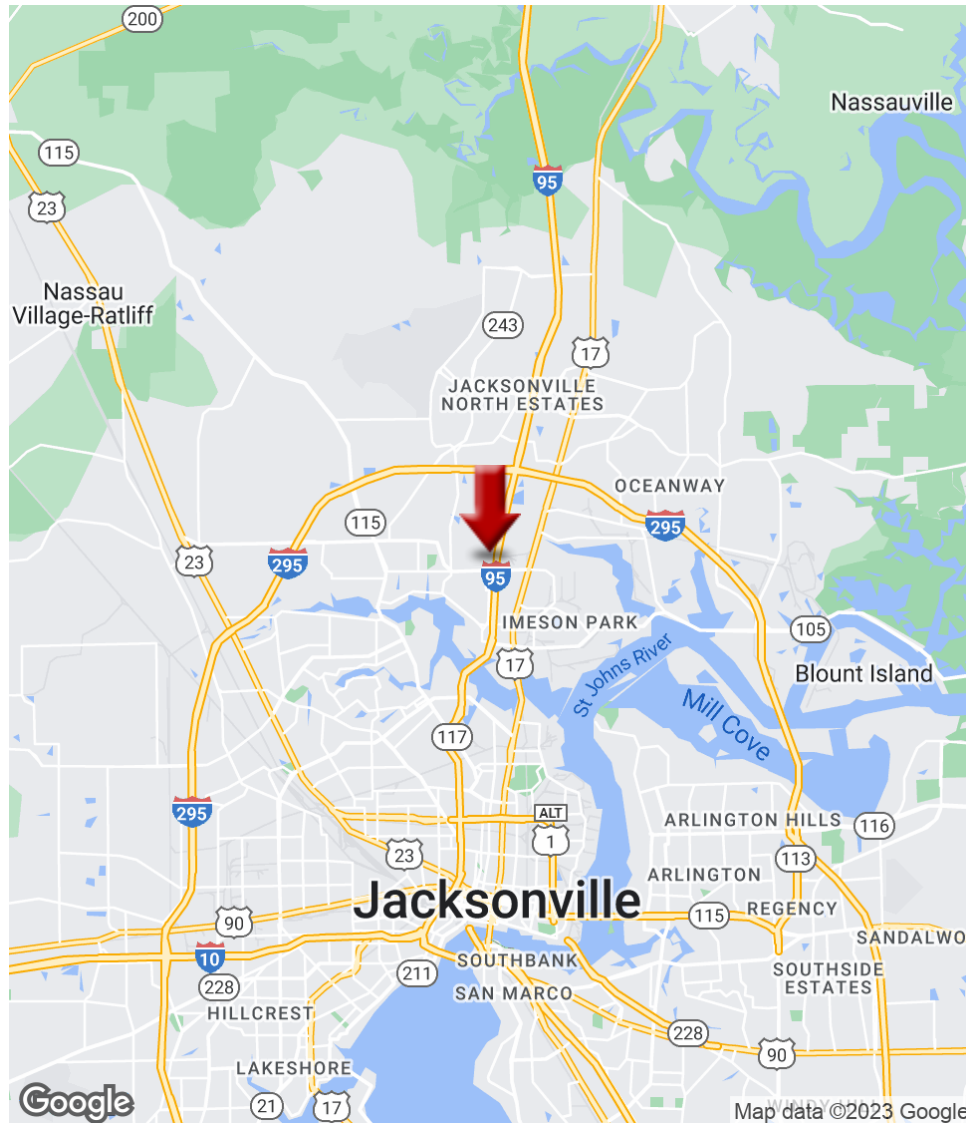 200
Nassauville
115
95
23
Nassau
Village-Ratliff
243
17
JACKSONVILLE
NORTH ESTATES
OCEANWAY
115
295
23
295
95
IMESON PARK
105
17
St Johns River
Blount Island
Mill Cove
117
295
ALT
1
ARLINGTON HILLS
116
23
113
ARLINGTON
Jacksonville
REGENCY
90
115
SANDALWO
10
SOUTHBANK
211
SOUTHSIDE
ESTATES
228
SAN MARCO
HILLCREST
228
90
LAKESHORE
21
17
Google
Map data ©2023 Google